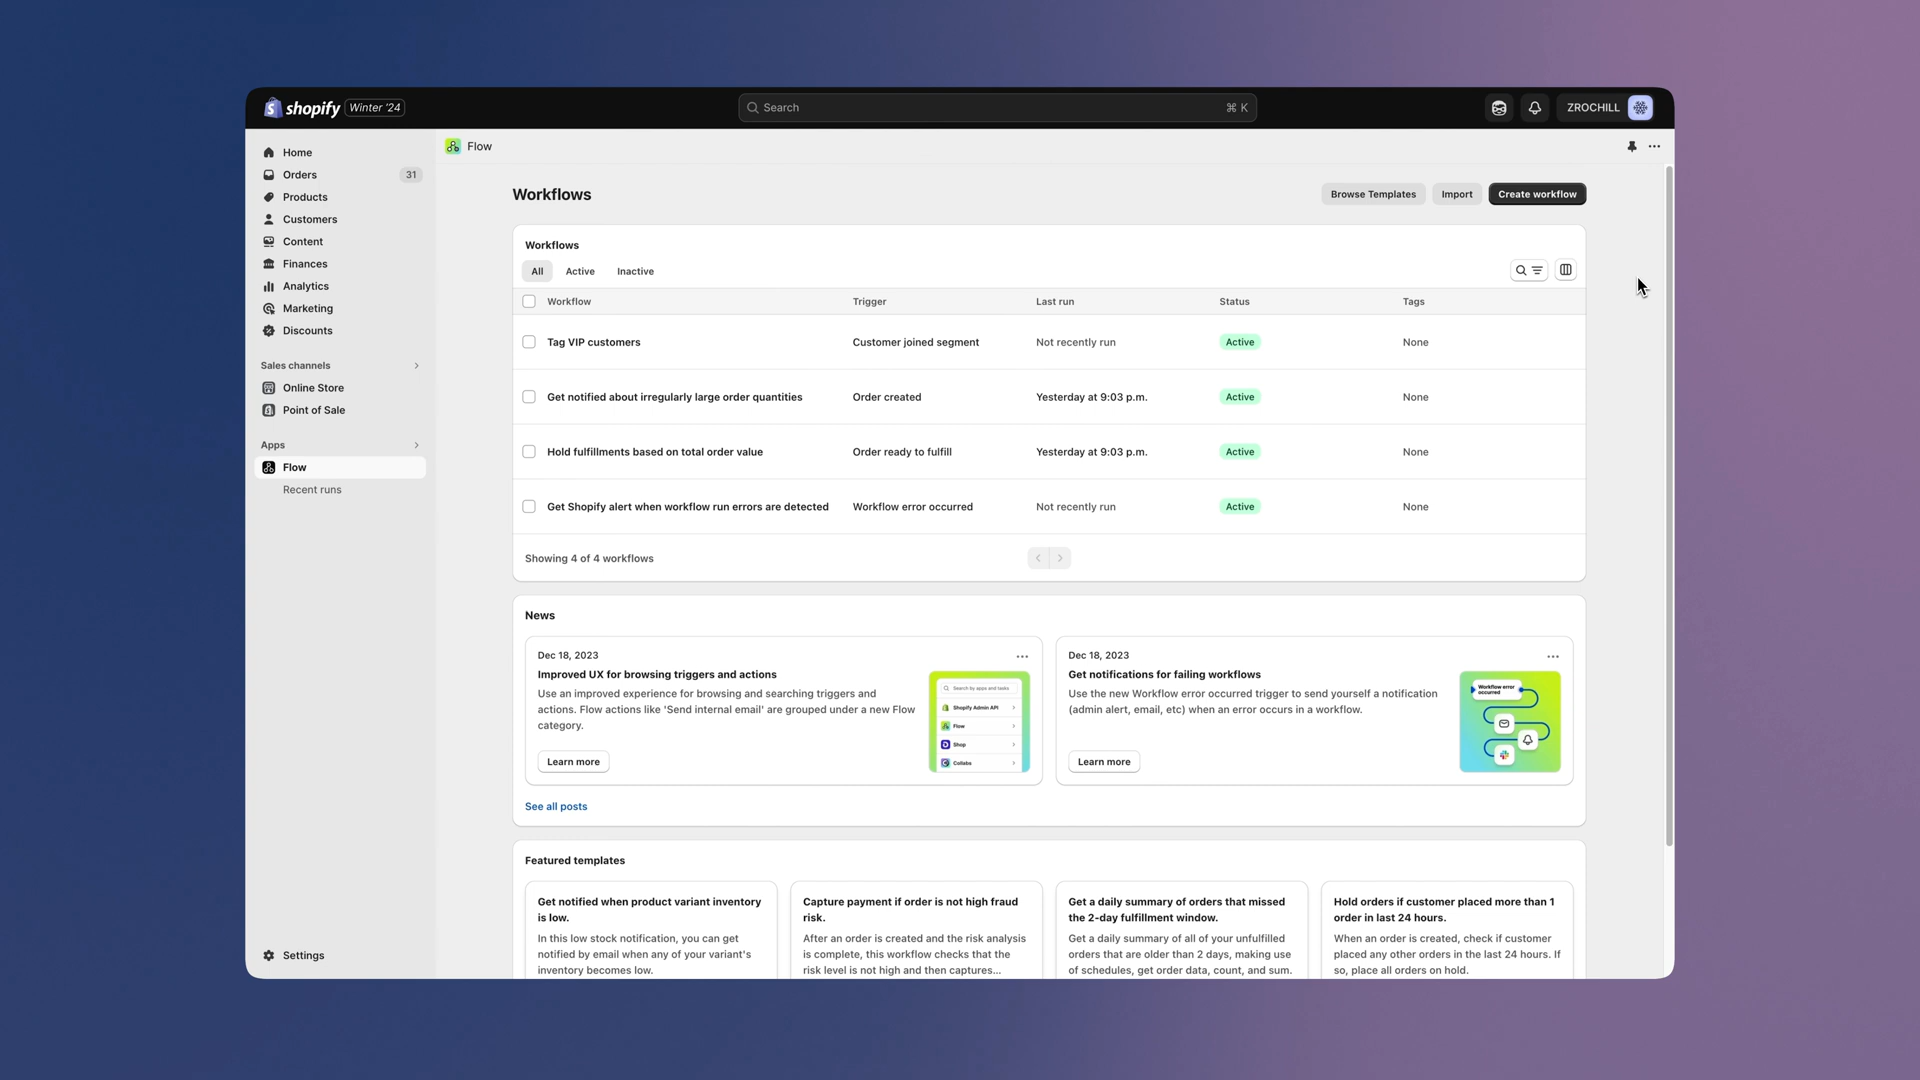 shopify Winter '24
Search
⌘ K
ZROCHILL
Home
Orders 31
Products
Customers
Content
Finances
Analytics
Marketing
Discounts
Sales channels
Online Store
Point of Sale
Apps
Flow
Recent runs
Settings
Flow
Workflows
Browse Templates
Import
Create workflow
Workflows
All Active Inactive
Workflow Trigger Last run Status Tags
Tag VIP customers Customer joined segment Not recently run Active None
Get notified about irregularly large order quantities Order created Yesterday at 9:03 p.m. Active None
Hold fulfillments based on total order value Order ready to fulfill Yesterday at 9:03 p.m. Active None
Get Shopify alert when workflow run errors are detected Workflow error occurred Not recently run Active None
Showing 4 of 4 workflows
News
Dec 18, 2023
Improved UX for browsing triggers and actions
Use an improved experience for browsing and searching triggers and
actions. Flow actions like 'Send internal email' are grouped under a new Flow
category.
Learn more
Search by apps and tasks
Shopify Admin API
Flow
Shop
Collabs
Dec 18, 2023
Get notifications for failing workflows
Use the new Workflow error occurred trigger to send yourself a notification
(admin alert, email, etc) when an error occurs in a workflow.
Learn more
Workflow error
occurred
See all posts
Featured templates
Get notified when product variant inventory
is low.
In this low stock notification, you can get
notified by email when any of your variant's
inventory becomes low.
Capture payment if order is not high fraud
risk.
After an order is created and the risk analysis
is complete, this workflow checks that the
risk level is not high and then captures...
Get a daily summary of orders that missed
the 2-day fulfillment window.
Get a daily summary of all of your unfulfilled
orders that are older than 2 days, making use
of schedules, get order data, count, and sum.
Hold orders if customer placed more than 1
order in last 24 hours.
When an order is created, check if customer
placed any other orders in the last 24 hours. If
so, place all orders on hold.